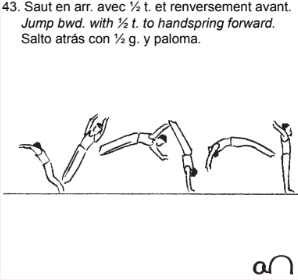 43. Saut en arr. avec ½ t. et renversement avant.
Jump bwd. with ½ t. to handspring forward.
Salto atrás con ½ g. y paloma.